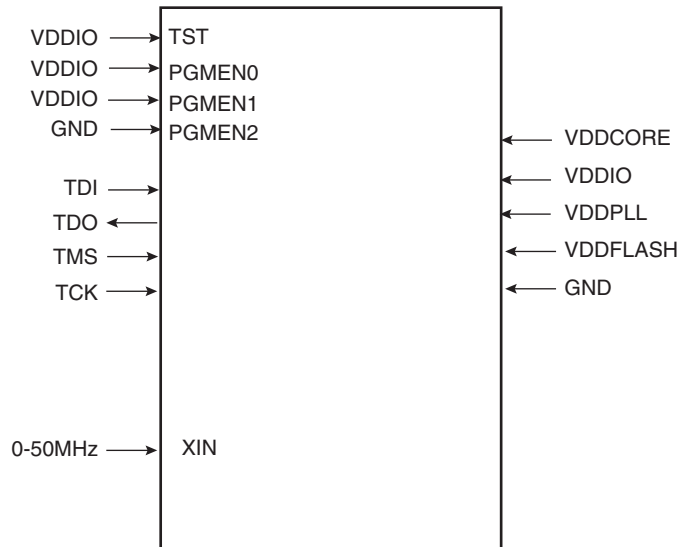 VDDIO TST
VDDIO PGMEN0
VDDIO PGMEN1
GND PGMEN2
VDDCORE
VDDIO
TDI
VDDPLL
TDO
VDDFLASH
TMS
GND
TCK
0-50MHz XIN